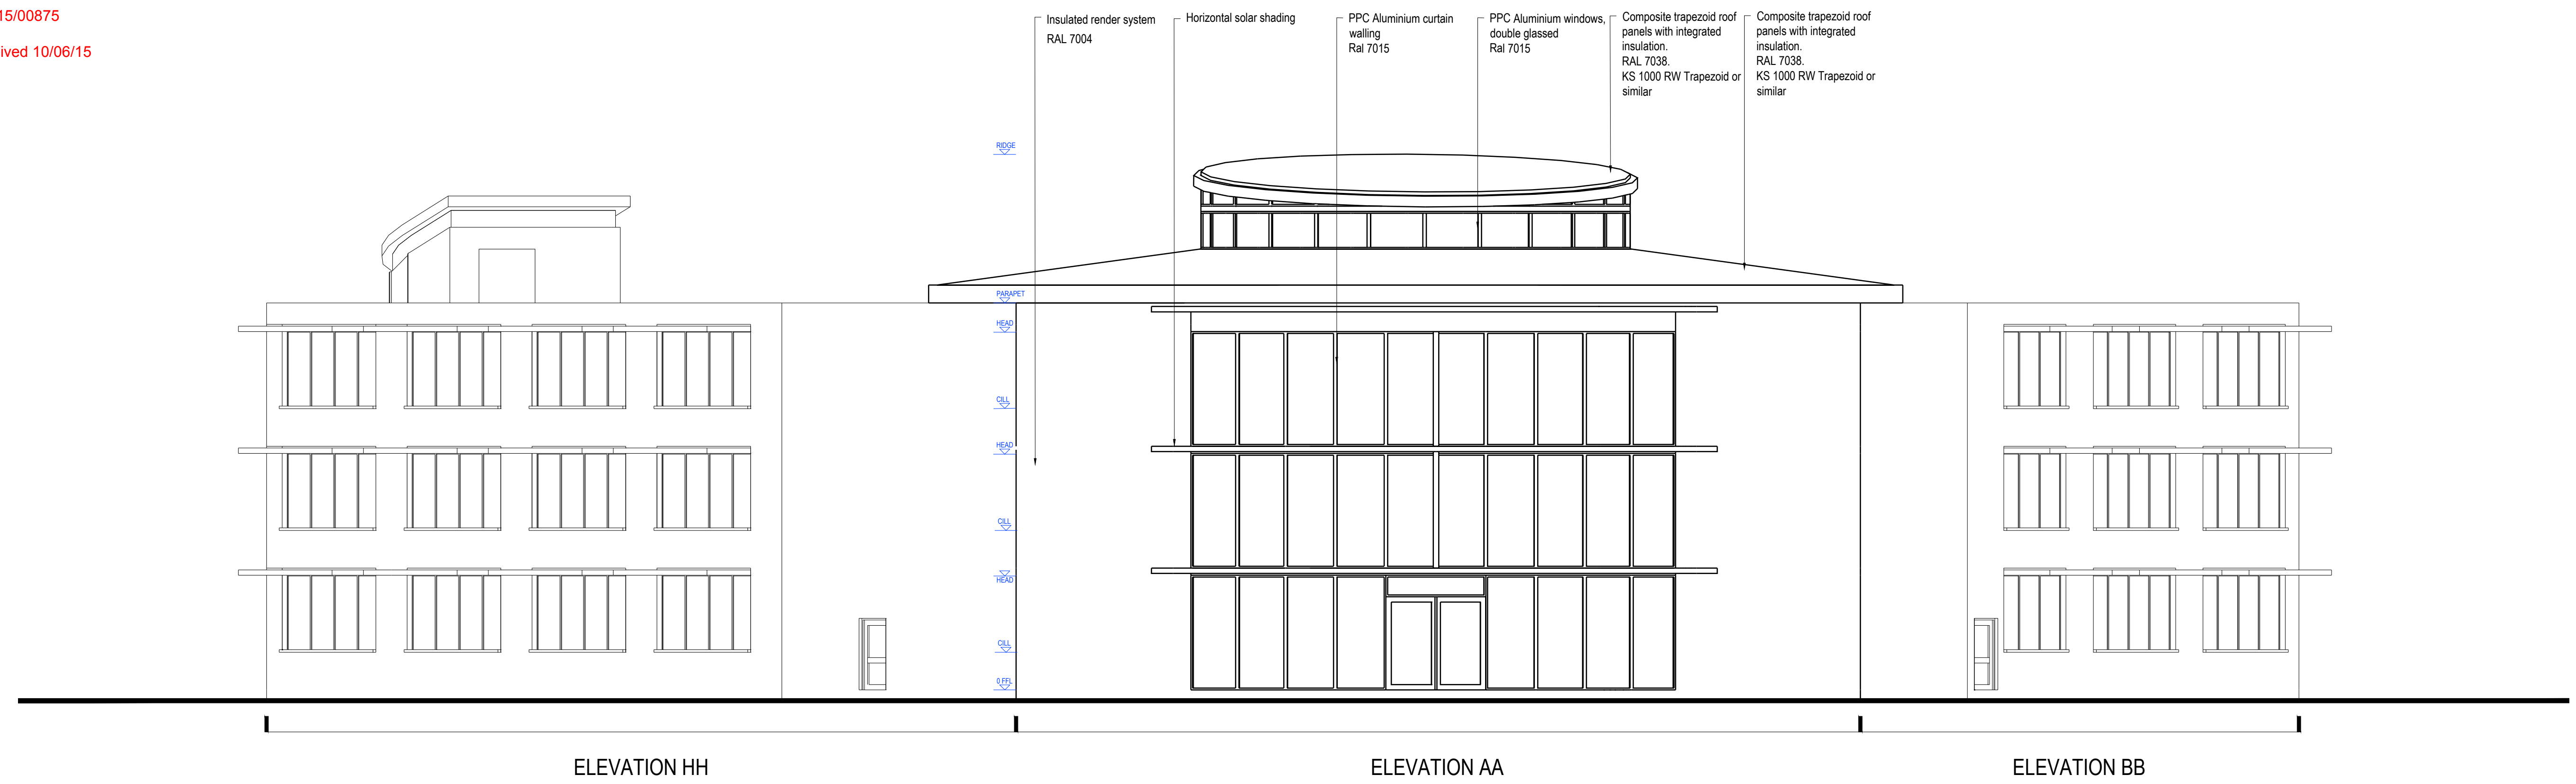 15/00875
ived 10/06/15
Insulated render system
RAL 7004
Horizontal solar shading
PPC Aluminium curtain
walling
Ral 7015
PPC Aluminium windows,
double glassed
Ral 7015
Composite trapezoid roof
panels with integrated
insulation.
RAL 7038.
KS 1000 RW Trapezoid or
similar
Composite trapezoid roof
panels with integrated
insulation.
RAL 7038.
KS 1000 RW Trapezoid or
similar
RIDGE
PARAPET
HEAD
CILL
HEAD
CILL
HEAD
CILL
0 FFL
ELEVATION HH
ELEVATION AA
ELEVATION BB